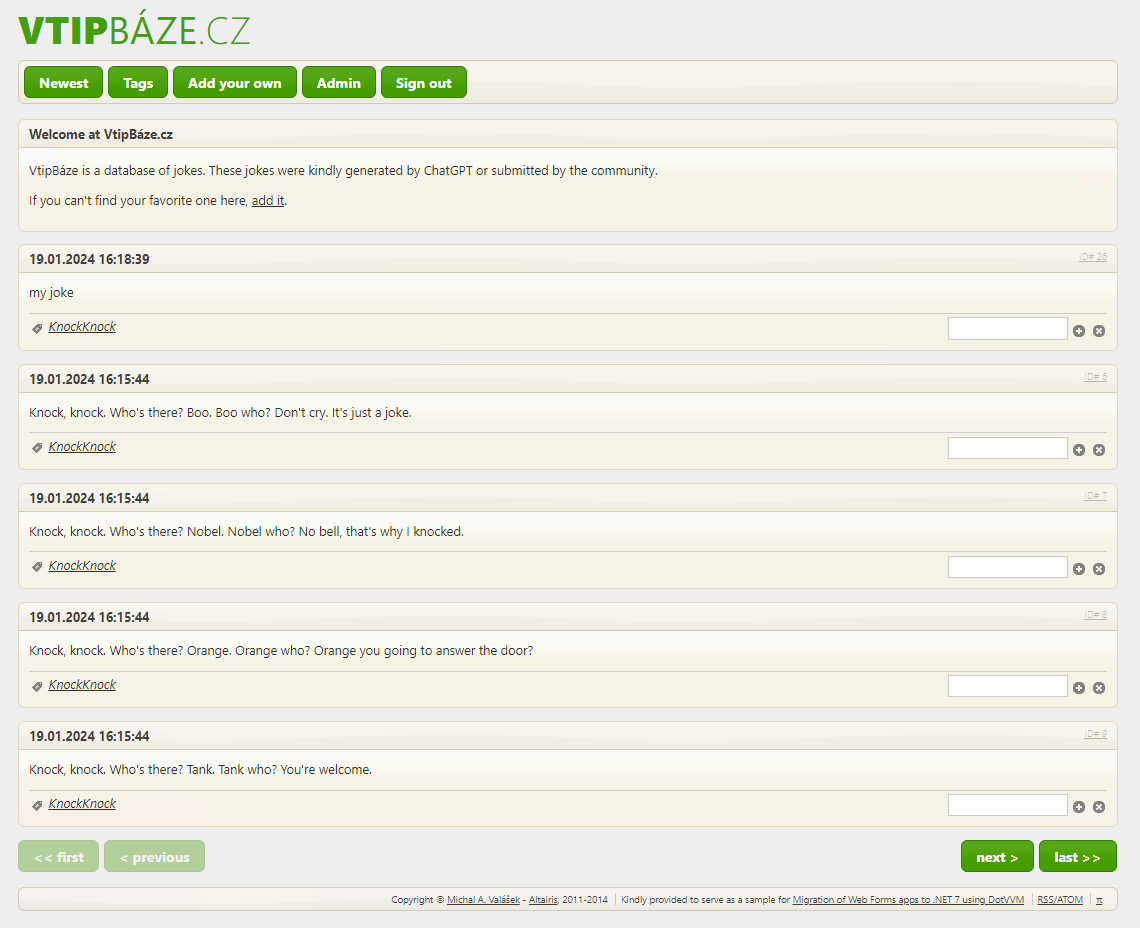 VTIPBÁZE.CZ
Newest Tags Add your own Admin Sign out
Welcome at VtipBáze.cz
VtipBáze is a database of jokes. These jokes were kindly generated by ChatGPT or submitted by the community.
If you can't find your favorite one here, add it.
19.01.2024 16:18:39 ID# 26
my joke
KnockKnock
19.01.2024 16:15:44 ID# 6
Knock, knock. Who's there? Boo. Boo who? Don't cry. It's just a joke.
KnockKnock
19.01.2024 16:15:44 ID# 7
Knock, knock. Who's there? Nobel. Nobel who? No bell, that's why I knocked.
KnockKnock
19.01.2024 16:15:44 ID# 8
Knock, knock. Who's there? Orange. Orange who? Orange you going to answer the door?
KnockKnock
19.01.2024 16:15:44 ID# 9
Knock, knock. Who's there? Tank. Tank who? You're welcome.
KnockKnock
<< first < previous next > last >>
Copyright © Michal A. Valášek - Altairis, 2011-2014 Kindly provided to serve as a sample for Migration of Web Forms apps to .NET 7 using DotVVM RSS/ATOM π